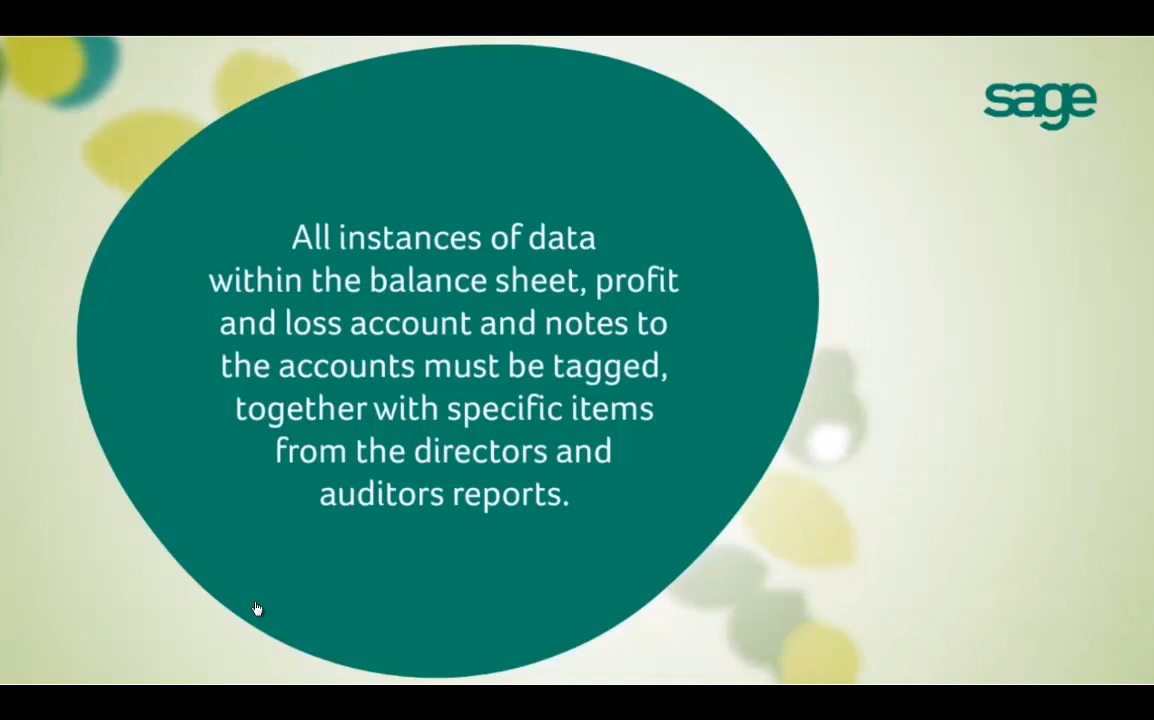 sage
All instances of data
within the balance sheet, profit
and loss account and notes to
the accounts must be tagged,
together with specific items
from the directors and
auditors reports.